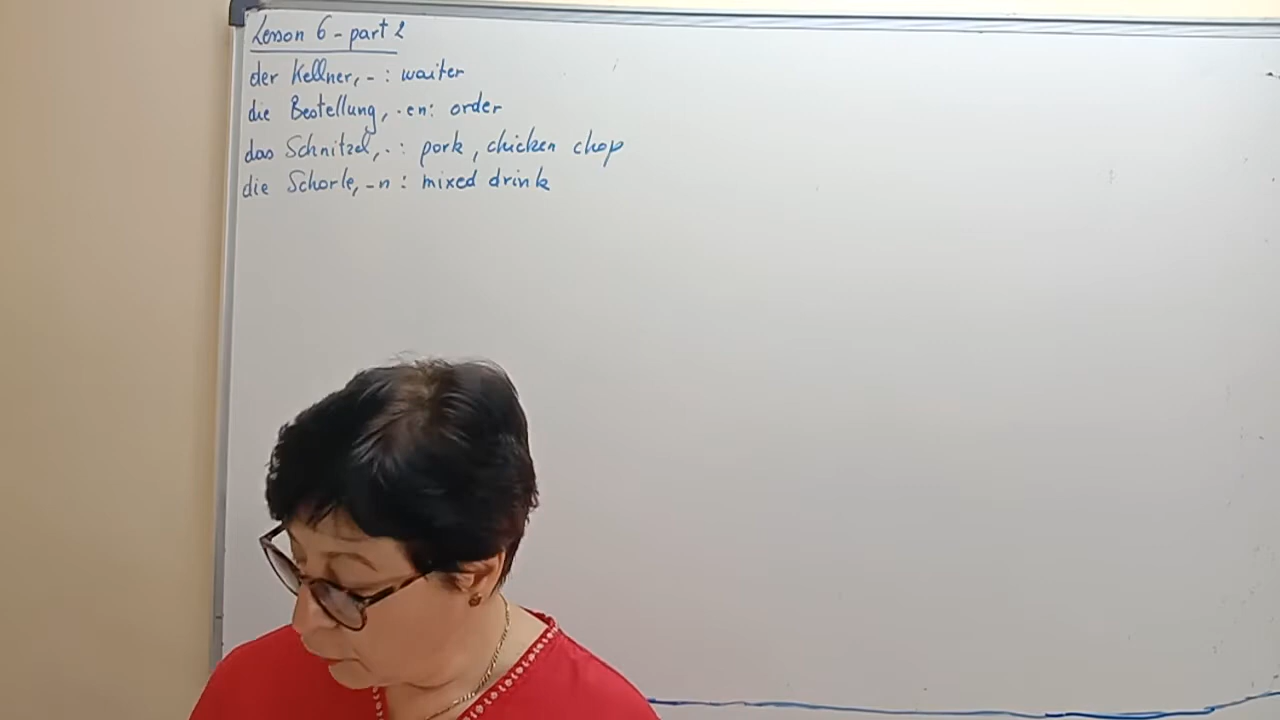 Lesson 6 - part 2
der Kellner, - : waiter
die Bestellung, -en: order
das Schnitzel, - : pork, chicken chop
die Schorle, -n : mixed drink